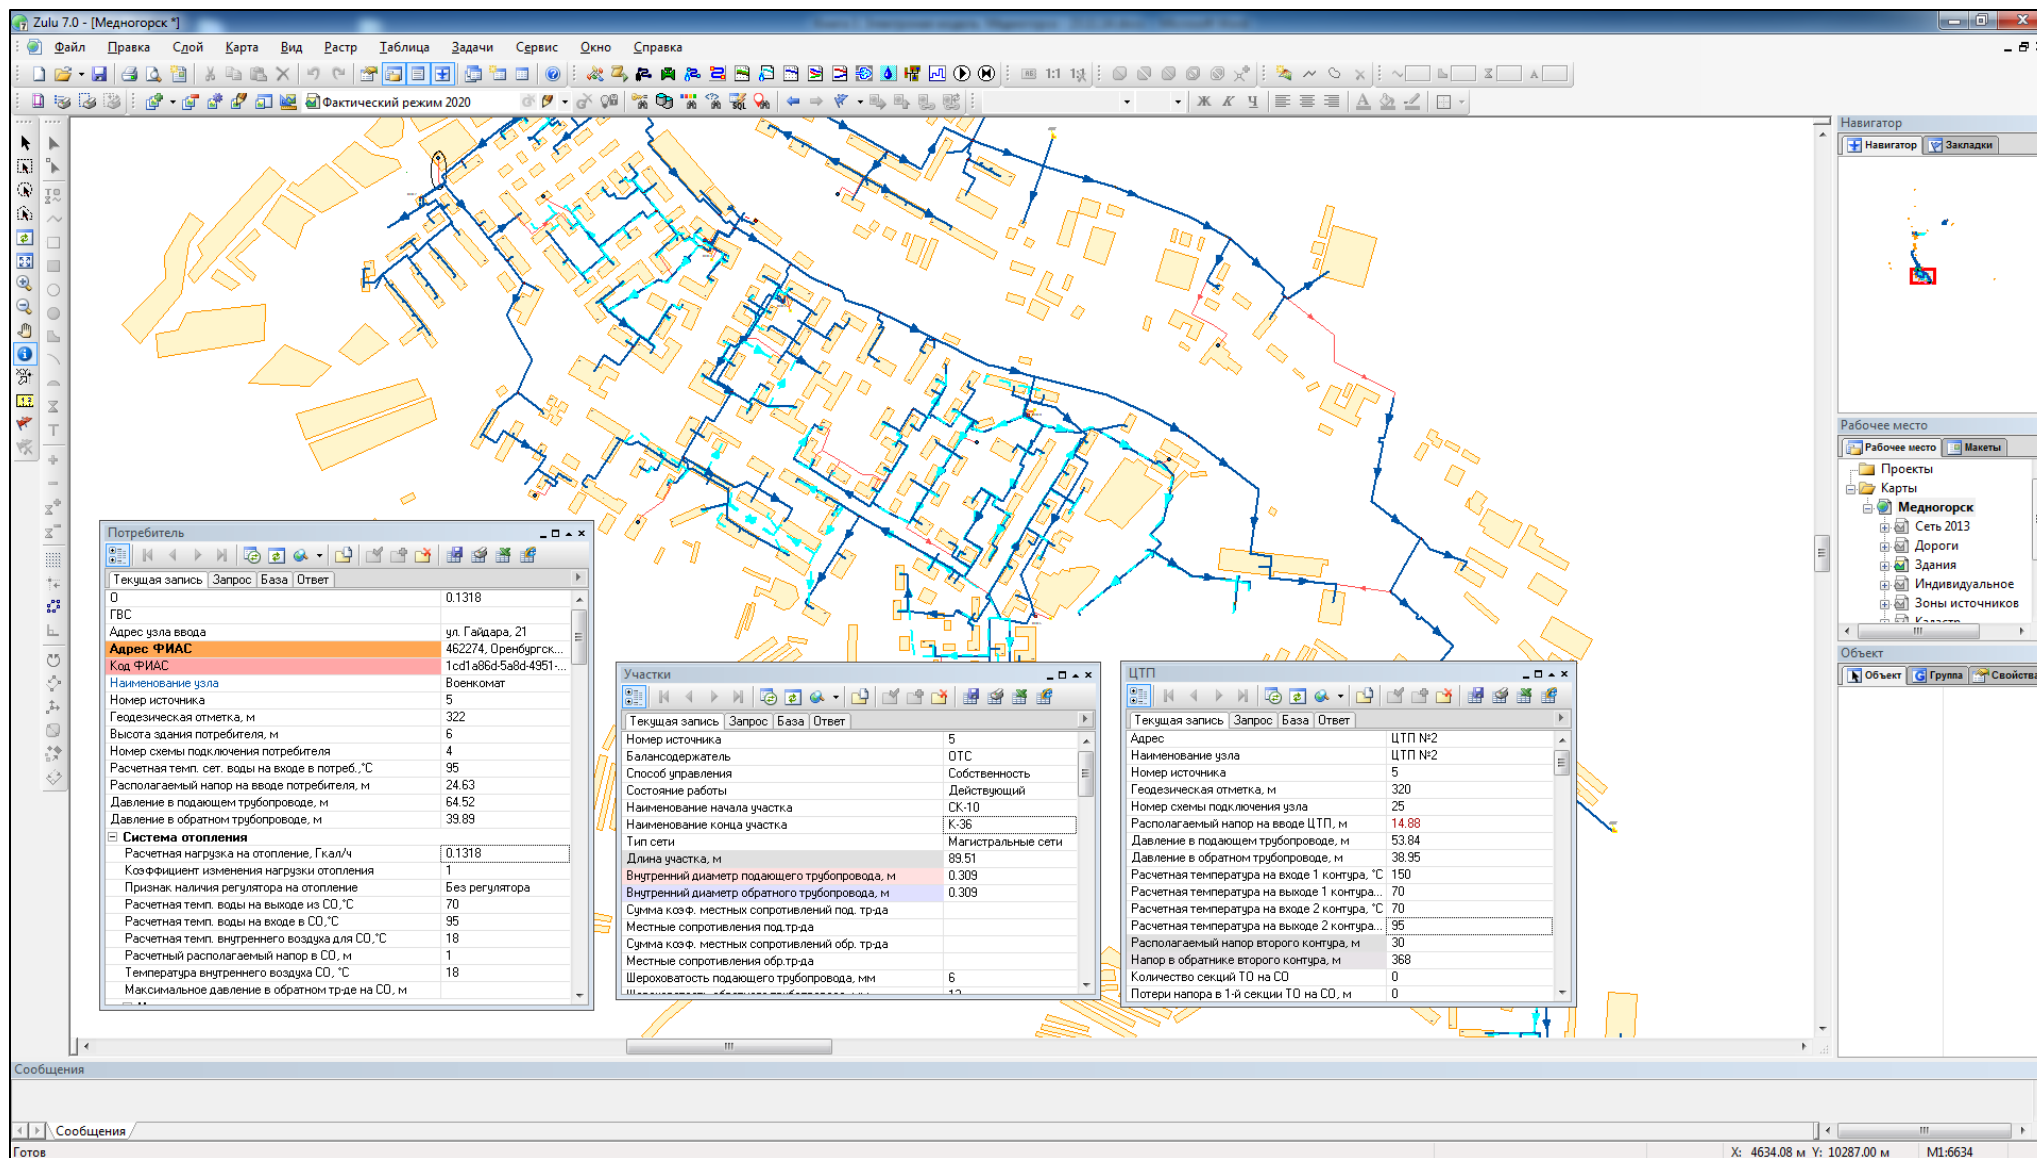 Zulu 7.0 - [Медногорск *]
Файл Правка Слой Карта Вид Растр Таблица Задачи Сервис Окно Справка
1:1
Фактический режим 2020
Ж К Ч
Навигатор
Навигатор Закладки
Рабочее место
Рабочее место Макеты
Проекты
Карты
Медногорск
Сеть 2013
Дороги
Здания
Индивидуальное
Зоны источников
Кадастр
Объект
Объект Группа Свойства
Потребитель
Текущая запись Запрос База Ответ
О 0.1318
ГВС
Адрес узла ввода ул. Гайдара, 21
Адрес ФИАС 462274, Оренбургск...
Код ФИАС 1cd1a86d-5a8d-4951-...
Наименование узла Военкомат
Номер источника 5
Геодезическая отметка, м 322
Высота здания потребителя, м 6
Номер схемы подключения потребителя 4
Расчетная темп. сет. воды на входе в потреб.,°C 95
Располагаемый напор на вводе потребителя, м 24.63
Давление в подающем трубопроводе, м 64.52
Давление в обратном трубопроводе, м 39.89
Система отопления
Расчетная нагрузка на отопление, Гкал/ч 0.1318
Коэффициент изменения нагрузки отопления 1
Признак наличия регулятора на отопление Без регулятора
Расчетная темп. воды на выходе из СО,°C 70
Расчетная темп. воды на входе в СО,°C 95
Расчетная темп. внутреннего воздуха для СО,°C 18
Расчетный располагаемый напор в СО, м 1
Температура внутреннего воздуха СО, °C 18
Максимальное давление в обратном тр-де на СО, м
Участки
Текущая запись Запрос База Ответ
Номер источника 5
Балансодержатель ОТС
Способ управления Собственность
Состояние работы Действующий
Наименование начала участка СК-10
Наименование конца участка К-36
Тип сети Магистральные сети
Длина участка, м 89.51
Внутренний диаметр подающего трубопровода, м 0.309
Внутренний диаметр обратного трубопровода, м 0.309
Сумма коэф. местных сопротивлений под. тр-да
Местные сопротивления под.тр-да
Сумма коэф. местных сопротивлений обр. тр-да
Местные сопротивления обр.тр-да
Шероховатость подающего трубопровода, мм 6
ЦТП
Текущая запись Запрос База Ответ
Адрес ЦТП №2
Наименование узла ЦТП №2
Номер источника 5
Геодезическая отметка, м 320
Номер схемы подключения узла 25
Располагаемый напор на вводе ЦТП, м 14.88
Давление в подающем трубопроводе, м 53.84
Давление в обратном трубопроводе, м 38.95
Расчетная температура на входе 1 контура, °C 150
Расчетная температура на выходе 1 контура... 70
Расчетная температура на входе 2 контура, °C 70
Расчетная температура на выходе 2 контура... 95
Располагаемый напор второго контура, м 30
Напор в обратнике второго контура, м 368
Количество секций ТО на СО 0
Потери напора в 1-й секции ТО на СО, м 0
Сообщения
Сообщения
Готов
X: 4634.08 м Y: 10287.00 м М1:6634